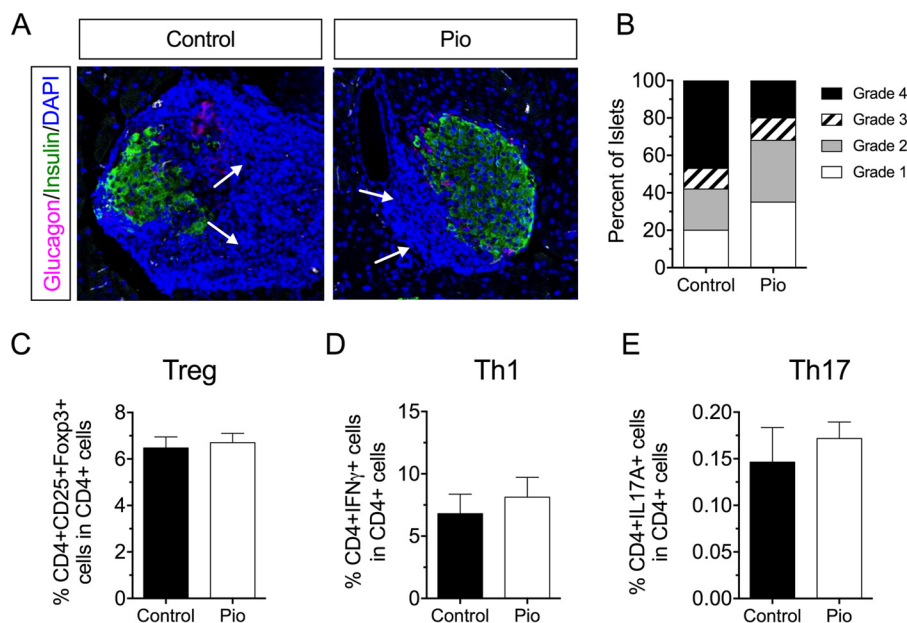 A
Control
Pio
Glucagon/Insulin/DAPI
B
Percent of Islets
100
80
60
40
20
0
Control
Pio
Grade 4
Grade 3
Grade 2
Grade 1
C
Treg
% CD4+CD25+Foxp3+
cells in CD4+ cells
8
6
4
2
0
Control
Pio
D
Th1
% CD4+IFNγ+ cells
in CD4+ cells
15
10
5
0
Control
Pio
E
Th17
% CD4+IL17A+ cells
in CD4+ cells
0.20
0.15
0.10
0.05
0.00
Control
Pio